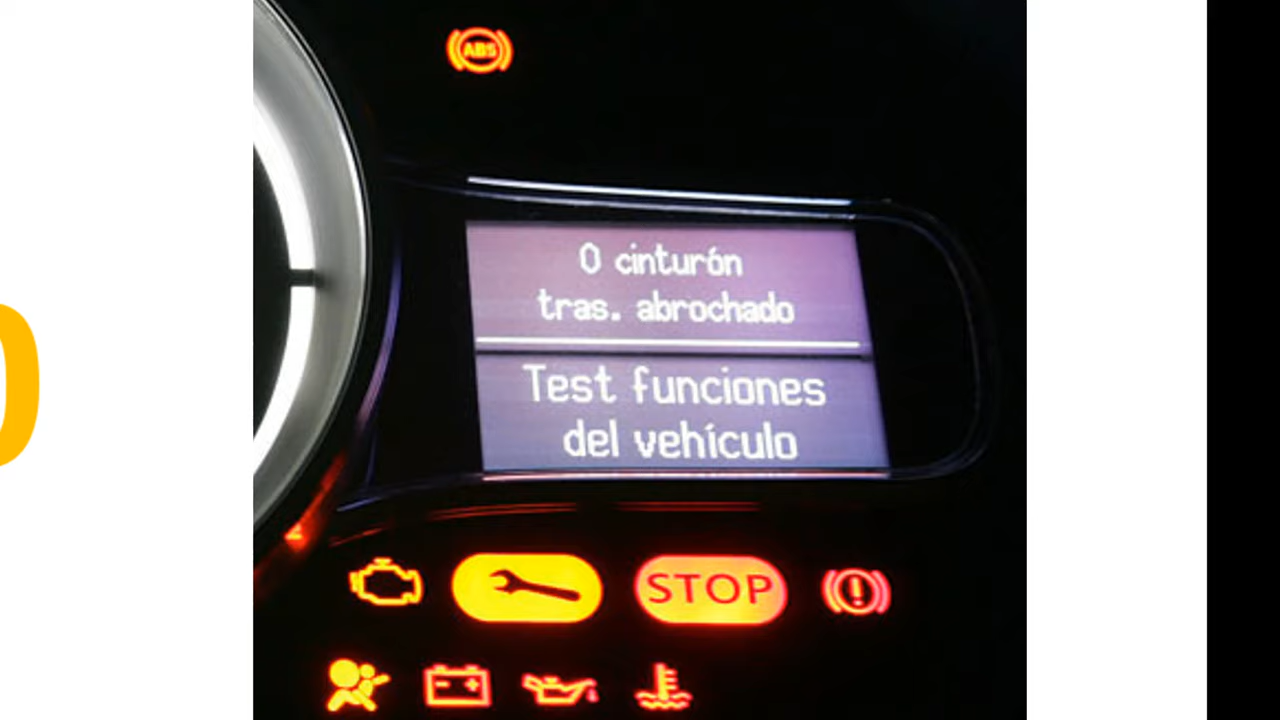 ABS
0 cinturón
tras. abrochado
Test funciones
del vehículo
STOP